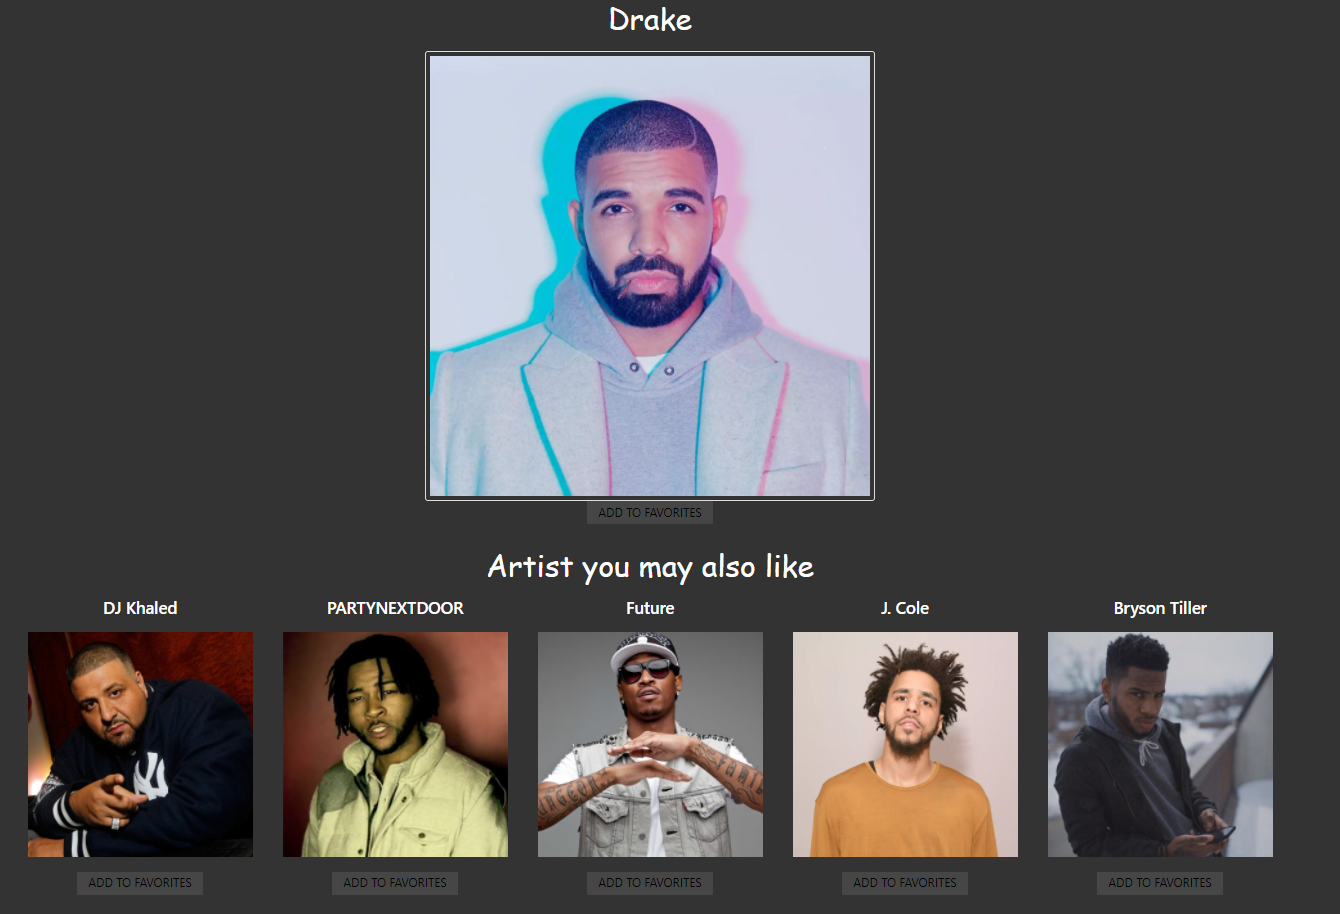 Drake
ADD TO FAVORITES
Artist you may also like
DJ Khaled
PARTYNEXTDOOR
Future
J. Cole
Bryson Tiller
ADD TO FAVORITES
ADD TO FAVORITES
ADD TO FAVORITES
ADD TO FAVORITES
ADD TO FAVORITES